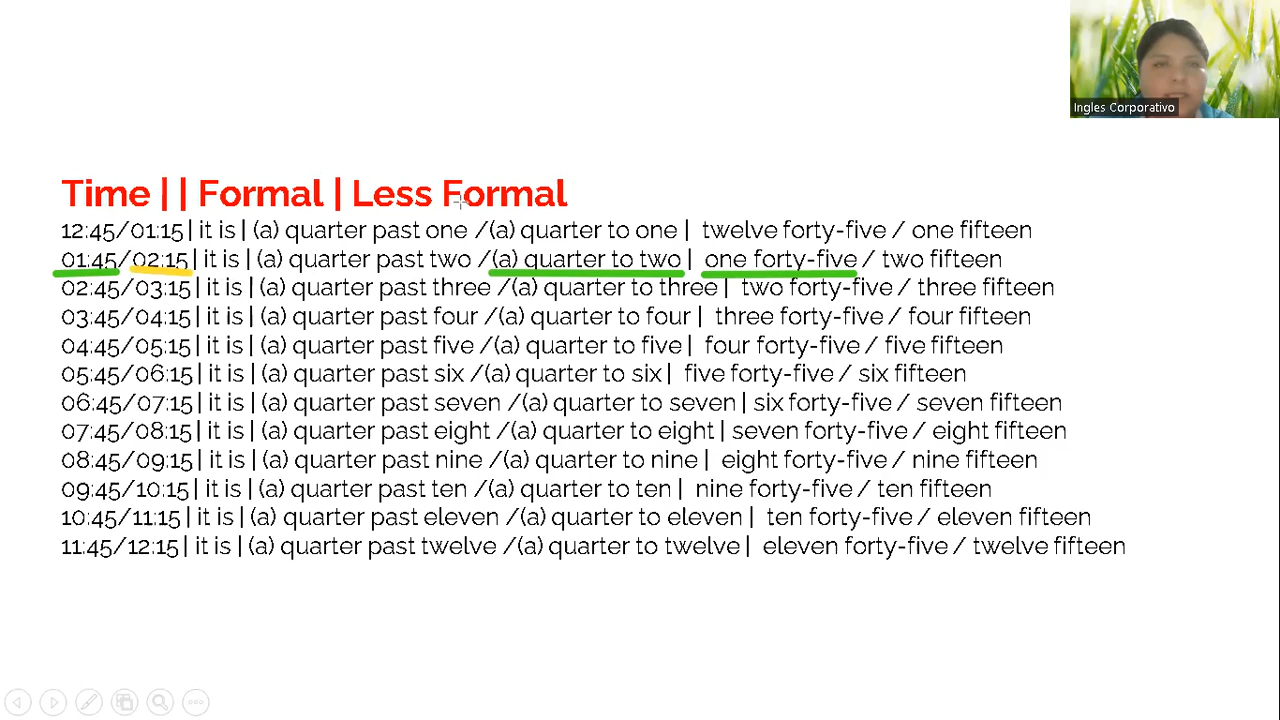 Ingles Corporativo
Time | | Formal | Less Formal
12:45/01:15| it is | (a) quarter past one /(a) quarter to one | twelve forty-five / one fifteen
01:45/02:15| it is | (a) quarter past two /(a) quarter to two | one forty-five / two fifteen
02:45/03:15| it is | (a) quarter past three /(a) quarter to three | two forty-five / three fifteen
03:45/04:15| it is | (a) quarter past four /(a) quarter to four | three forty-five / four fifteen
04:45/05:15| it is | (a) quarter past five /(a) quarter to five | four forty-five / five fifteen
05:45/06:15| it is | (a) quarter past six /(a) quarter to six | five forty-five / six fifteen
06:45/07:15| it is | (a) quarter past seven /(a) quarter to seven | six forty-five / seven fifteen
07:45/08:15| it is | (a) quarter past eight /(a) quarter to eight | seven forty-five / eight fifteen
08:45/09:15| it is | (a) quarter past nine /(a) quarter to nine | eight forty-five / nine fifteen
09:45/10:15| it is | (a) quarter past ten /(a) quarter to ten | nine forty-five / ten fifteen
10:45/11:15| it is | (a) quarter past eleven /(a) quarter to eleven | ten forty-five / eleven fifteen
11:45/12:15| it is | (a) quarter past twelve /(a) quarter to twelve | eleven forty-five / twelve fifteen